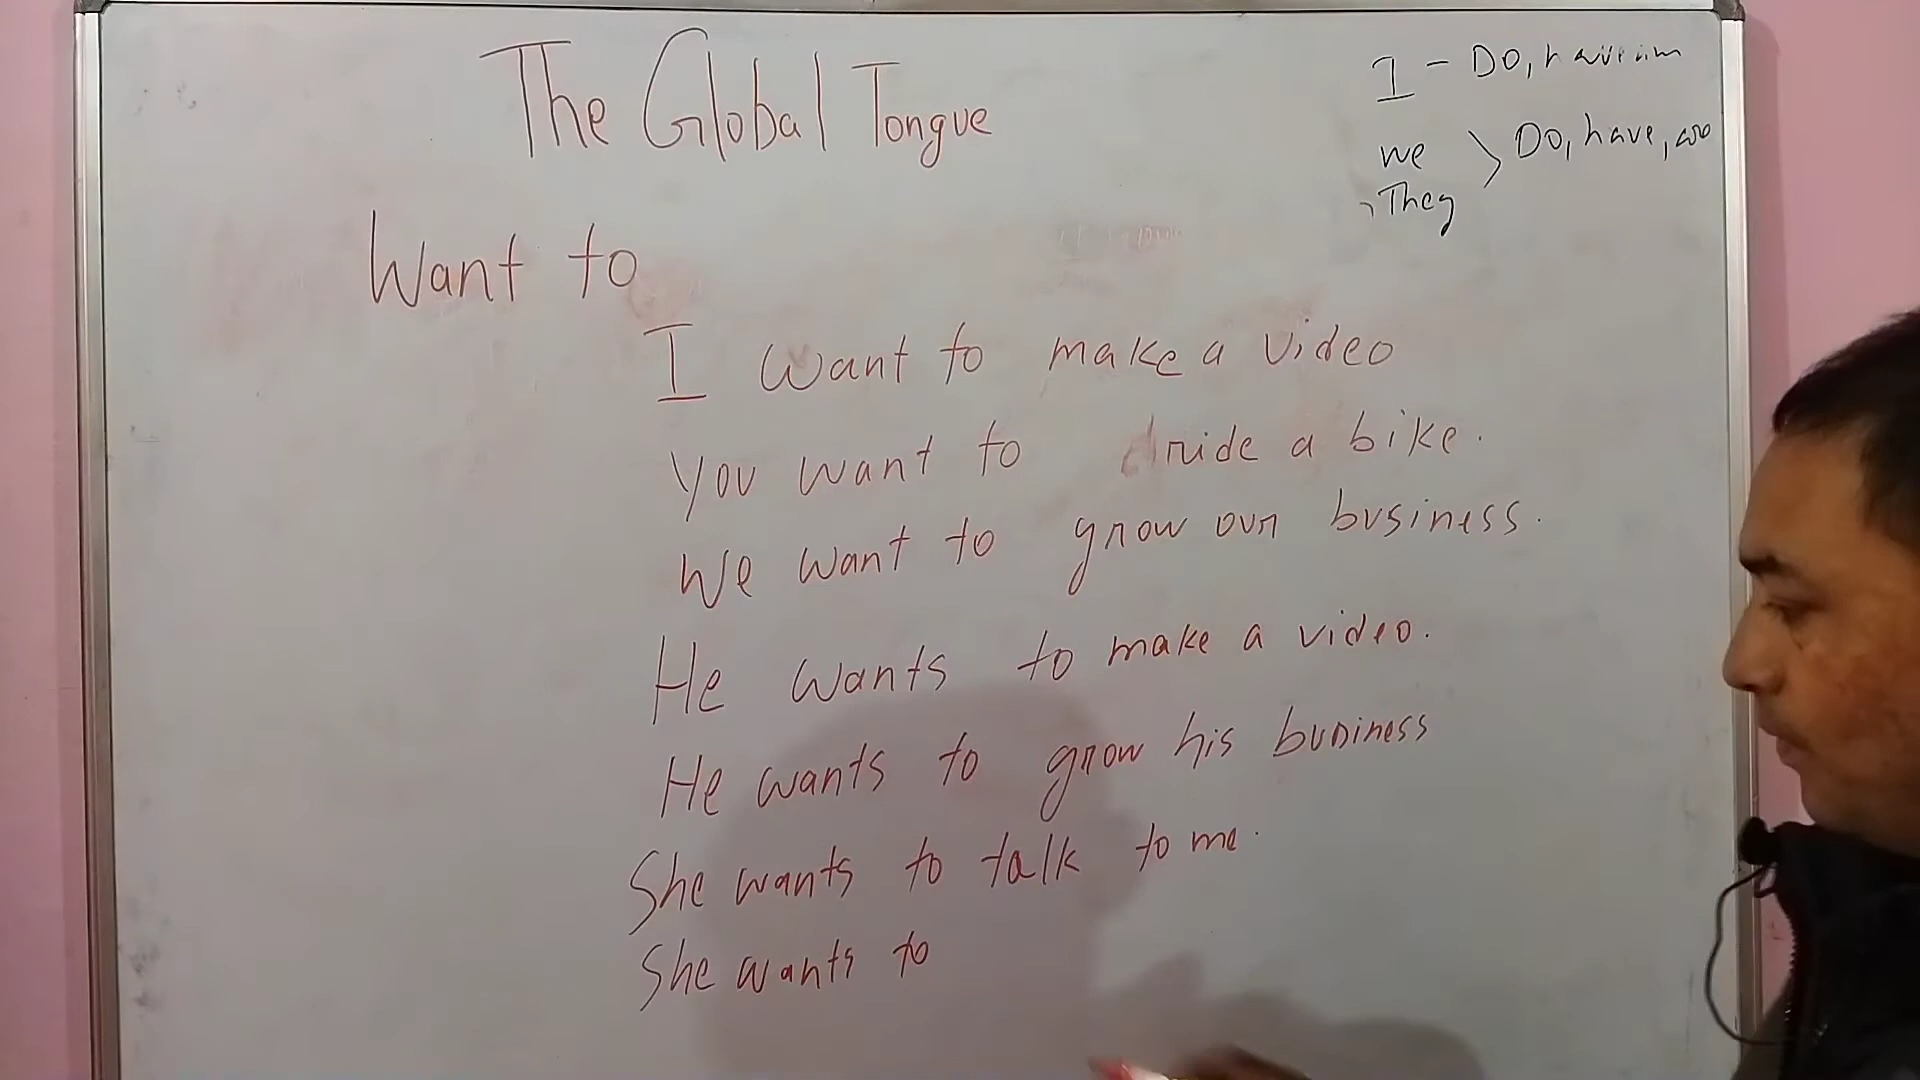 The Global Tongue
I - Do, have am
we > Do, have, are
They
Want to
I want to make a video
You want to ride a bike.
We want to grow our business.
He wants to make a video.
He wants to grow his business
She wants to talk to me.
She wants to